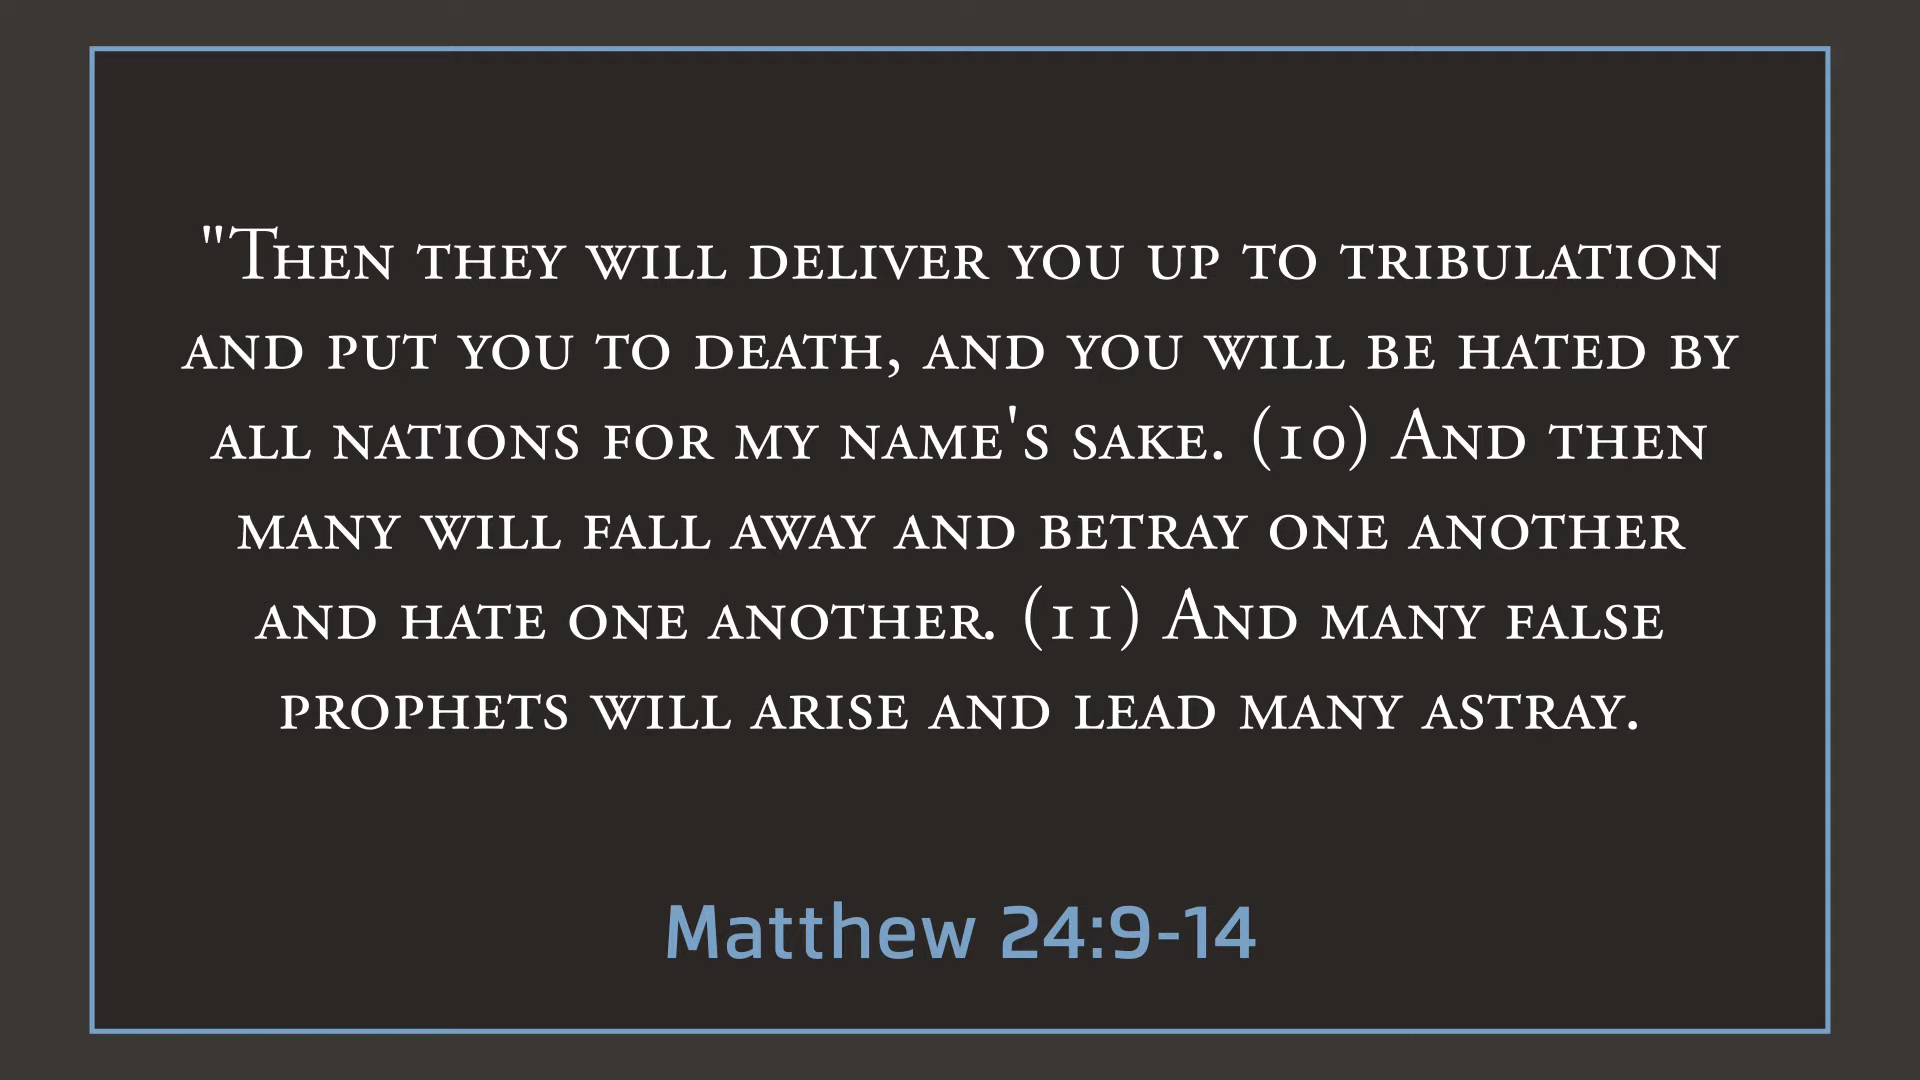 "Then they will deliver you up to tribulation
and put you to death, and you will be hated by
all nations for my name's sake. (10) And then
many will fall away and betray one another
and hate one another. (11) And many false
prophets will arise and lead many astray.
Matthew 24:9-14